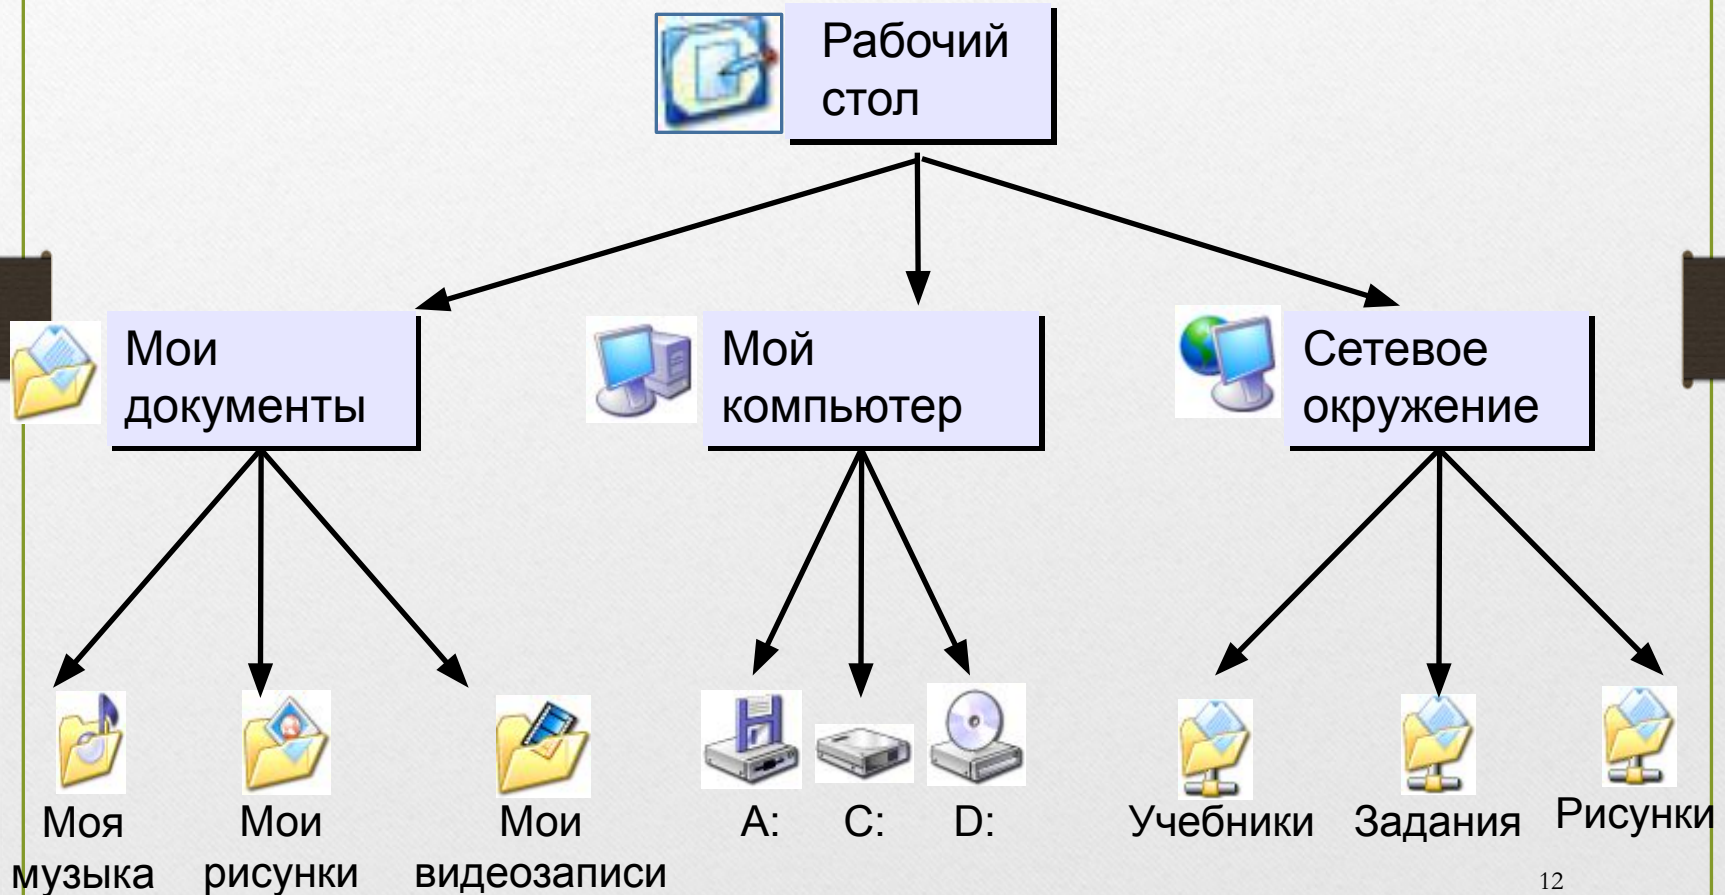 Рабочий
стол
Мои
документы
Мой
компьютер
Сетевое
окружение
Моя
музыка
Мои
рисунки
Мои
видеозаписи
A:
C:
D:
Учебники
Задания
Рисунки
12